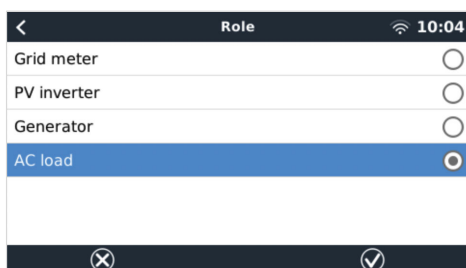 Role 10:04
Grid meter
PV inverter
Generator
AC load